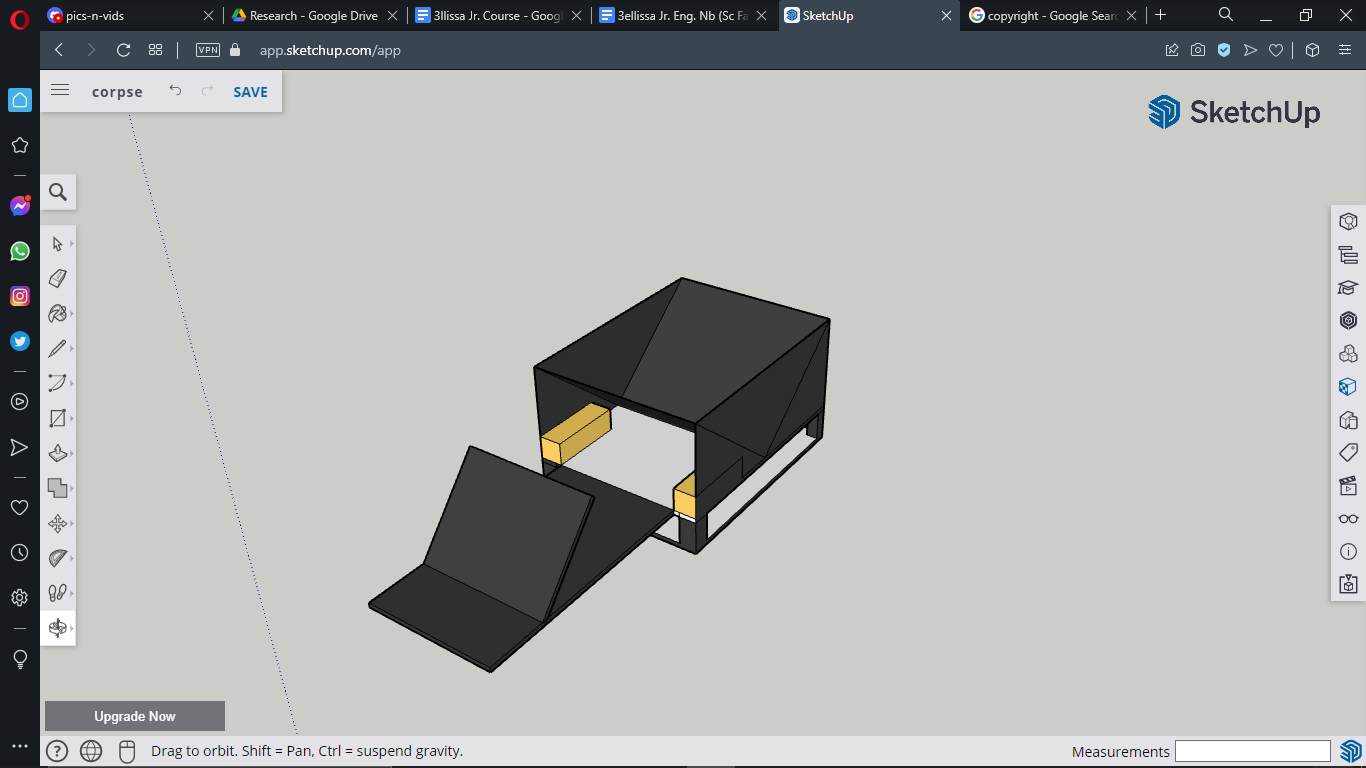 pics-n-vids
Research - Google Drive
3llissa Jr. Course - Googl
3ellissa Jr. Eng. Nb (Sc Fa
SketchUp
copyright - Google Searc
VPN
app.sketchup.com/app
corpse
SAVE
SketchUp
Upgrade Now
Drag to orbit. Shift = Pan, Ctrl = suspend gravity.
Measurements